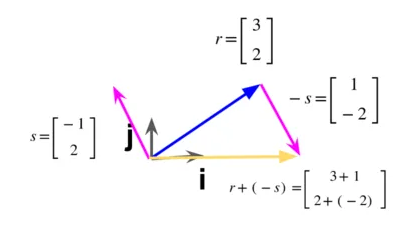 r = [ 3 2 ]
s = [ −1 2 ]
j
− s = [ 1 −2 ]
i
r + ( − s ) = [ 3 + 1 2 + ( − 2 ) ]